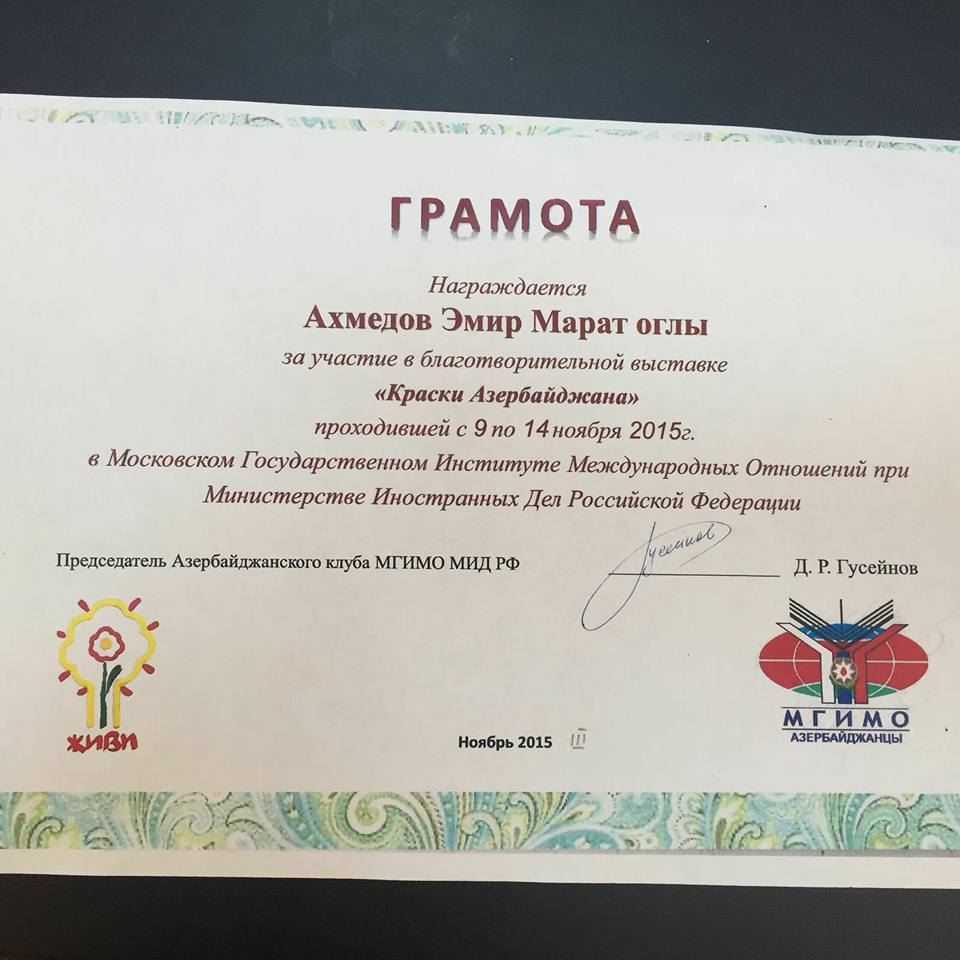 ГРАМОТА
Награждается
Ахмедов Эмир Марат оглы
за участие в благотворительной выставке
«Краски Азербайджана»
проходившей с 9 по 14 ноября 2015г.
в Московском Государственном Институте Международных Отношений при
Министерстве Иностранных Дел Российской Федерации
Председатель Азербайджанского клуба МГИМО МИД РФ Гусейнов Д. Р. Гусейнов
живи
МГИМО
АЗЕРБАЙДЖАНЦЫ
Ноябрь 2015